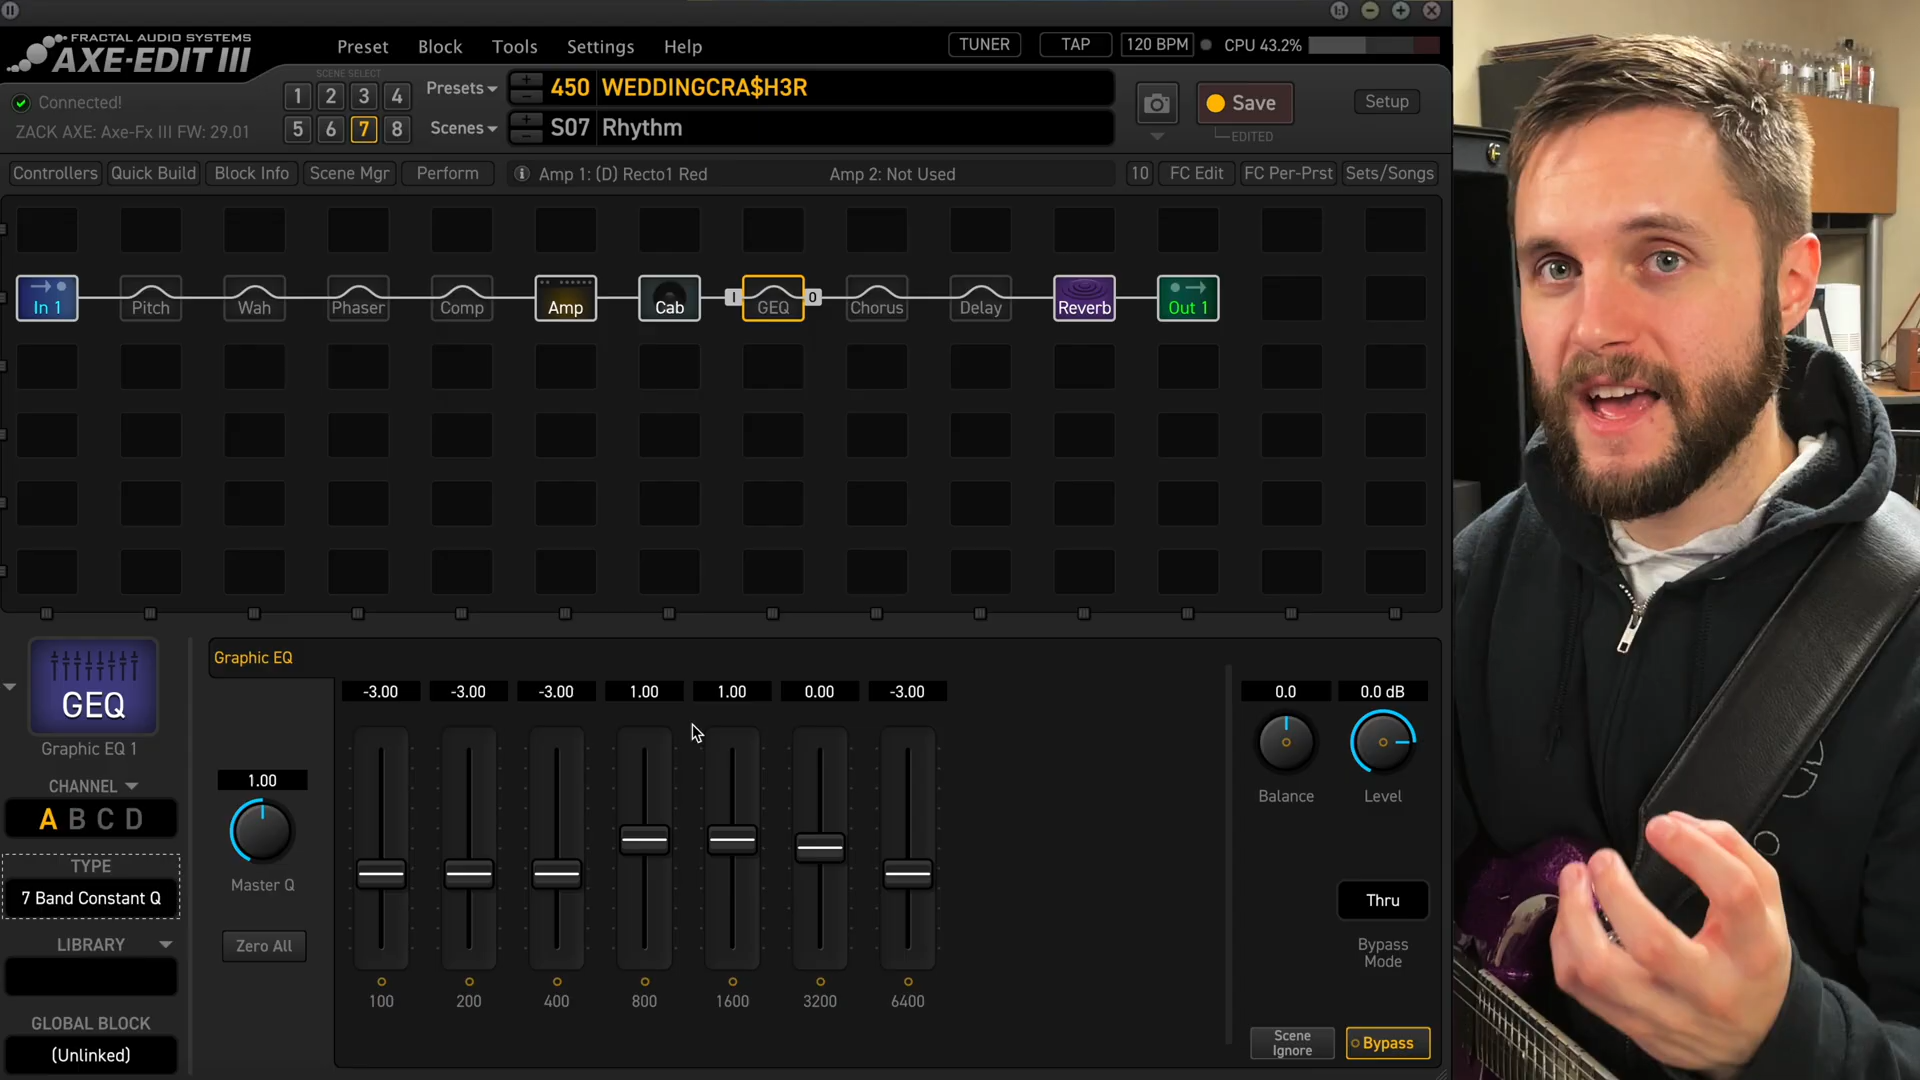 FRACTAL AUDIO SYSTEMS
AXE-EDIT III
Preset Block Tools Settings Help
TUNER TAP 120 BPM CPU 43.2%
Connected!
ZACK AXE: Axe-Fx III FW: 29.01
SCENE SELECT
1 2 3 4
5 6 7 8
Presets + - 450 WEDDINGCRA$H3R
Scenes + - S07 Rhythm
Save
EDITED
Setup
Controllers Quick Build Block Info Scene Mgr Perform
Amp 1: (D) Recto1 Red Amp 2: Not Used
10 FC Edit FC Per-Prst Sets/Songs
In 1 Pitch Wah Phaser Comp Amp Cab I GEQ O Chorus Delay Reverb Out 1
GEQ
Graphic EQ 1
CHANNEL
A B C D
TYPE
7 Band Constant Q
LIBRARY
GLOBAL BLOCK
(Unlinked)
Graphic EQ
1.00
Master Q
Zero All
-3.00 -3.00 -3.00 1.00 1.00 0.00 -3.00
100 200 400 800 1600 3200 6400
0.0 0.0 dB
Balance Level
Thru
Bypass
Mode
Scene
Ignore
Bypass